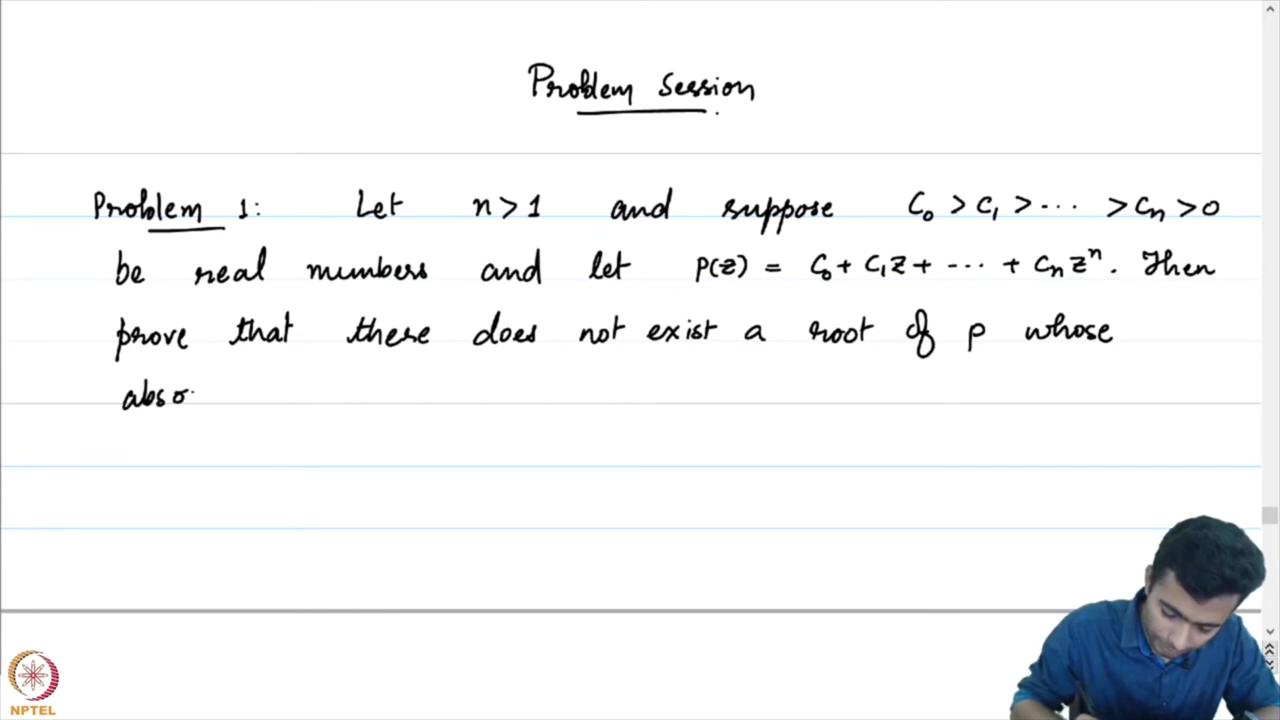 Problem Session
Problem 1: Let n > 1 and suppose C₀ > C₁ > ⋯ > Cₙ > 0
be real numbers and let P(z) = C₀ + C₁z + ⋯ + Cₙzⁿ. Then
prove that there does not exist a root of p whose
abso
NPTEL